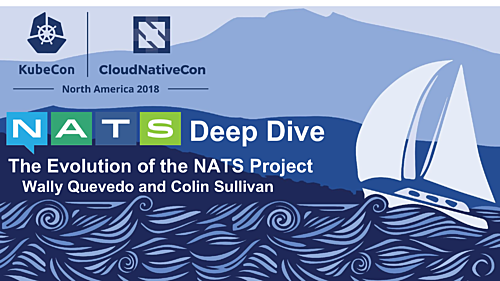 KubeCon CloudNativeCon
North America 2018
NATS Deep Dive
The Evolution of the NATS Project
Wally Quevedo and Colin Sullivan